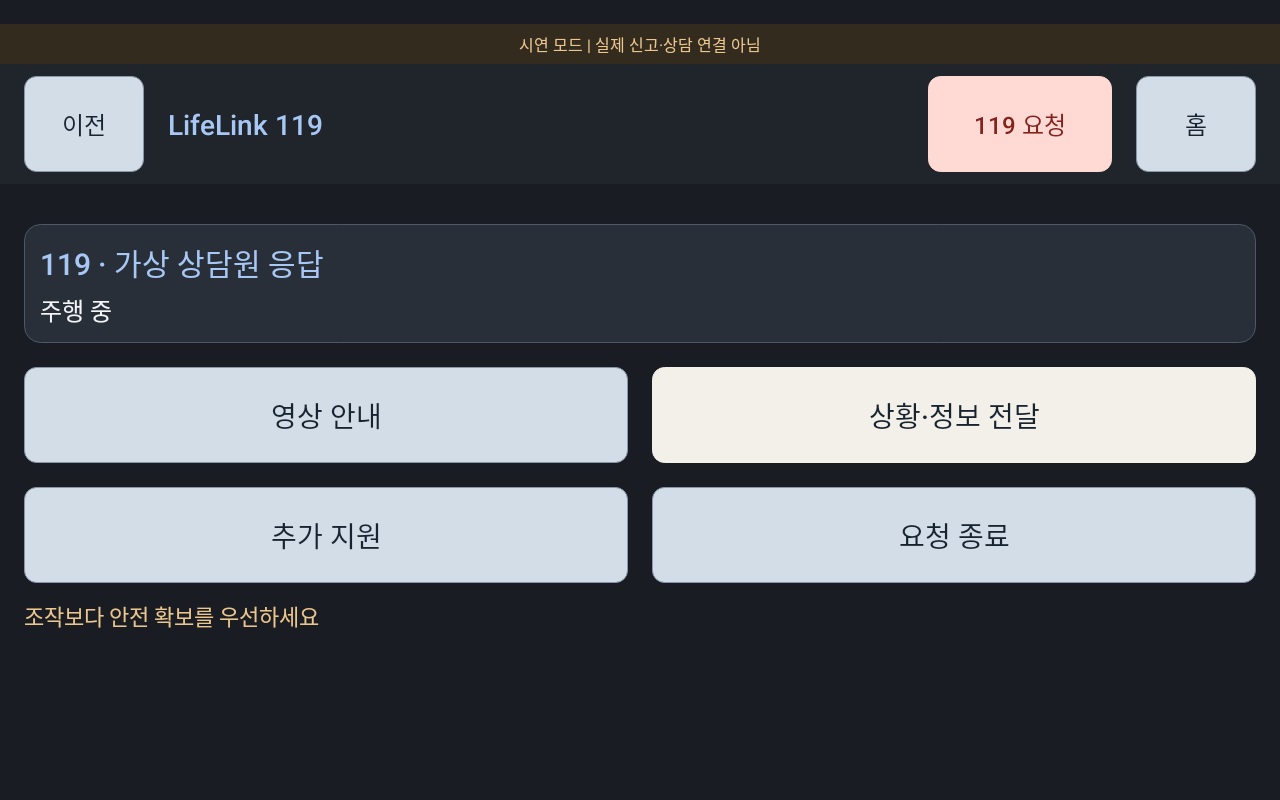 시연 모드 | 실제 신고·상담 연결 아님
이전
LifeLink 119
119 요청
홈
119 · 가상 상담원 응답
주행 중
영상 안내
상황·정보 전달
추가 지원
요청 종료
조작보다 안전 확보를 우선하세요